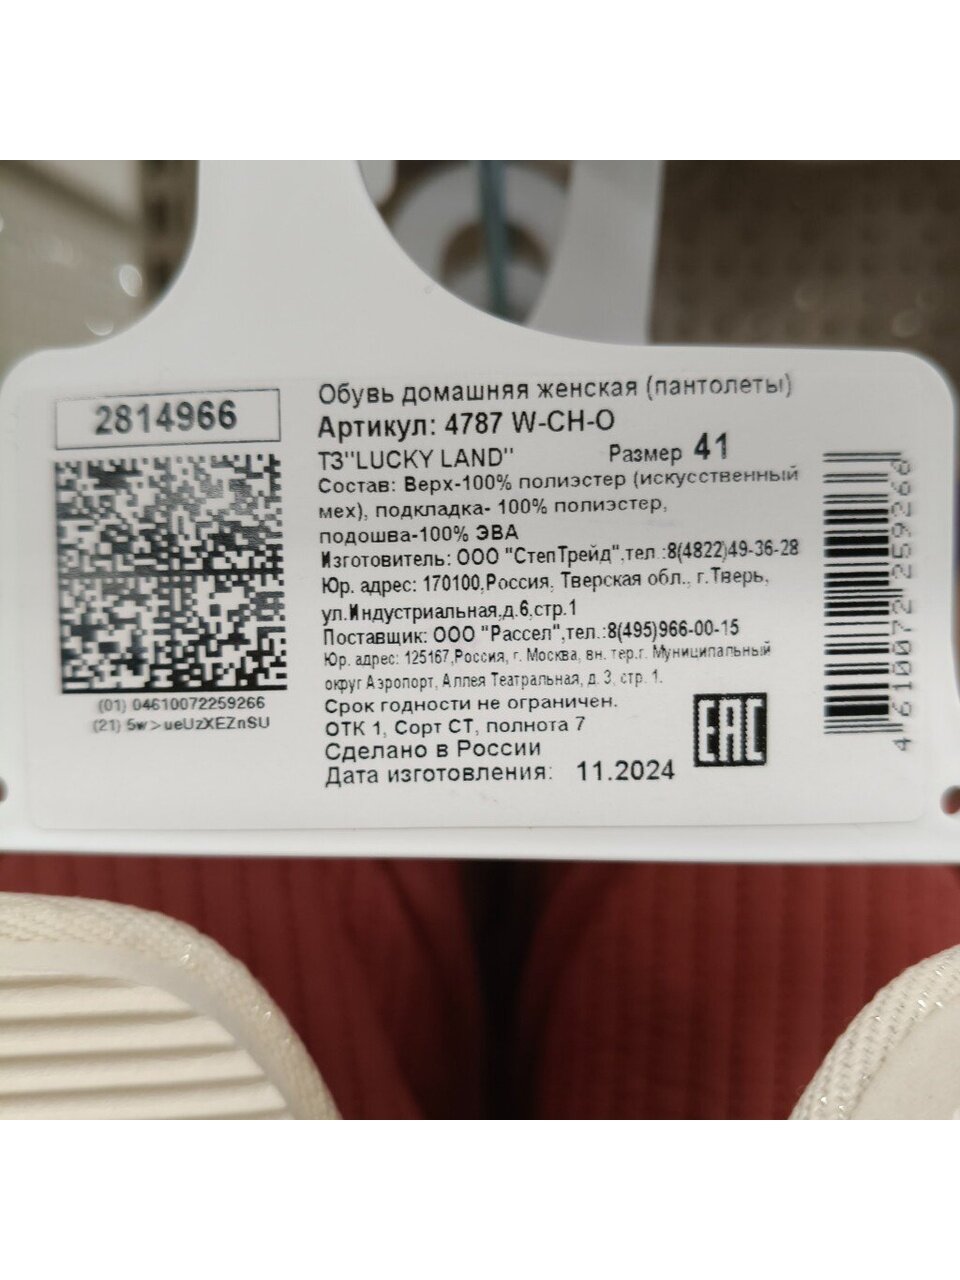 2814966
(01) 04610072259266
(21) 5w>ueUzXEZnSU
Обувь домашняя женская (пантолеты)
Артикул: 4787 W-CH-O
ТЗ"LUCKY LAND" Размер 41
Состав: Верх-100% полиэстер (искусственный
мех), подкладка- 100% полиэстер,
подошва-100% ЭВА
Изготовитель: ООО "СтепТрейд",тел.:8(4822)49-36-28
Юр. адрес: 170100,Россия, Тверская обл., г.Тверь,
ул.Индустриальная,д.6,стр.1
Поставщик: ООО "Рассел",тел.:8(495)966-00-15
Юр. адрес: 125167,Россия, г. Москва, вн. тер.г. Муниципальный
округ Аэропорт, Аллея Театральная, д. 3, стр. 1.
Срок годности не ограничен.
ОТК 1, Сорт СТ, полнота 7
Сделано в России
Дата изготовления: 11.2024
EAC
4 610072 259266